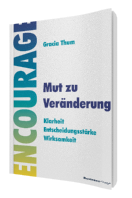 ENCOURAGE
Gracia Thum
Mut zu
Veränderung
Klarheit
Entscheidungsstärke
Wirksamkeit